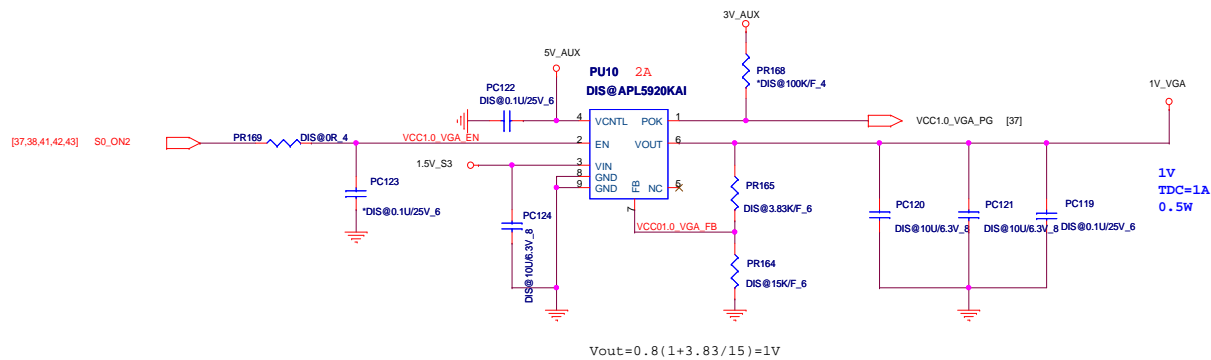 3V_AUX
5V_AUX
PU10 2A
DIS@APL5920KAI
PR168
*DIS@100K/F_4
1V_VGA
PC122
DIS@0.1U/25V_6
4 VCNTL POK 1
VCC1.0_VGA_PG [37]
[37,38,41,42,43] S0_ON2
PR169
DIS@0R_4
VCC1.0_VGA_EN
2 EN VOUT 6
1.5V_S3
3 VIN
8 GND
9 GND FB NC 5
7
PC123
*DIS@0.1U/25V_6
PC124
DIS@10U/6.3V_8
PR165
DIS@3.83K/F_6
VCC01.0_VGA_FB
PR164
DIS@15K/F_6
PC120
DIS@10U/6.3V_8
PC121
DIS@10U/6.3V_8
PC119
DIS@0.1U/25V_6
1V
TDC=1A
0.5W
Vout=0.8(1+3.83/15)=1V